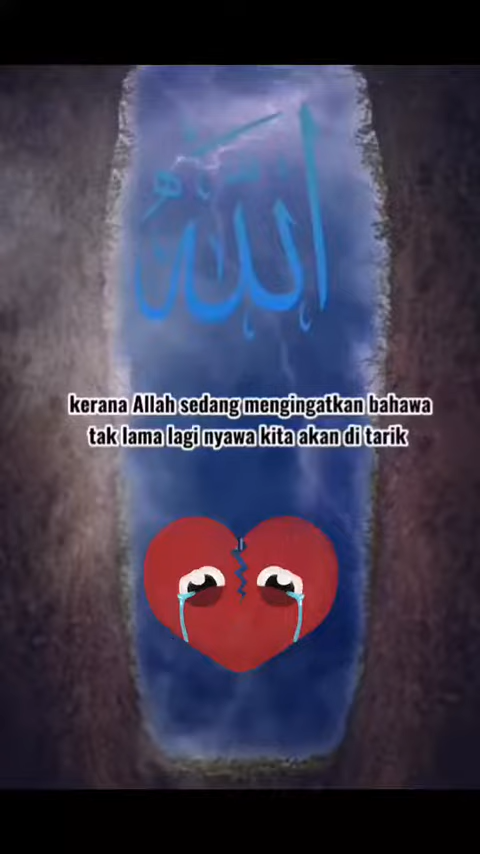 الله
kerana Allah sedang mengingatkan bahawa
tak lama lagi nyawa kita akan di tarik